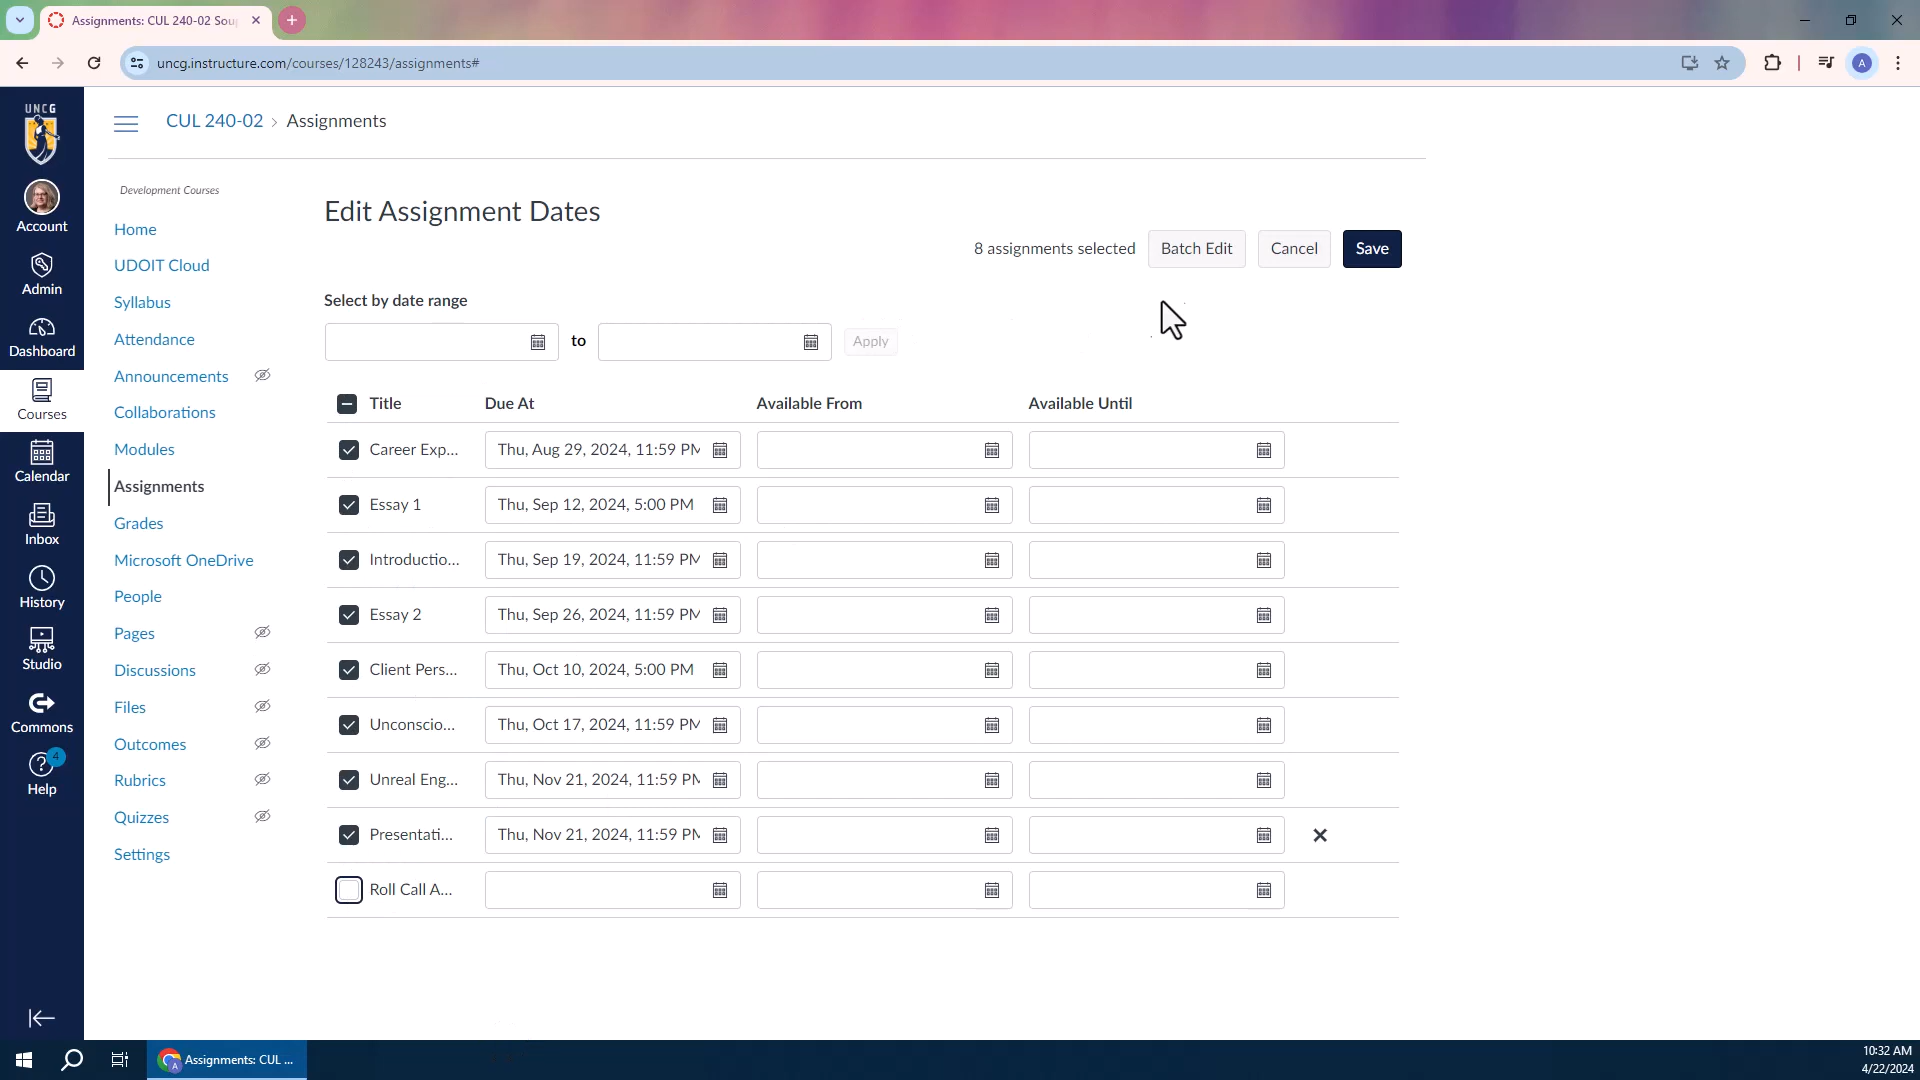 Assignments: CUL 240-02 Sou
uncg.instructure.com/courses/128243/assignments#
A
UNCG
Account
Admin
Dashboard
Courses
Calendar
Inbox
History
Studio
Commons
4
Help
CUL 240-02 › Assignments
Development Courses
Home
UDOIT Cloud
Syllabus
Attendance
Announcements
Collaborations
Modules
Assignments
Grades
Microsoft OneDrive
People
Pages
Discussions
Files
Outcomes
Rubrics
Quizzes
Settings
Edit Assignment Dates
8 assignments selected Batch Edit Cancel Save
Select by date range
to Apply
Title Due At Available From Available Until
Career Exp... Thu, Aug 29, 2024, 11:59 PM
Essay 1 Thu, Sep 12, 2024, 5:00 PM
Introductio... Thu, Sep 19, 2024, 11:59 PM
Essay 2 Thu, Sep 26, 2024, 11:59 PM
Client Pers... Thu, Oct 10, 2024, 5:00 PM
Unconscio... Thu, Oct 17, 2024, 11:59 PM
Unreal Eng... Thu, Nov 21, 2024, 11:59 PM
Presentati... Thu, Nov 21, 2024, 11:59 PM
Roll Call A...
Assignments: CUL ...
10:32 AM
4/22/2024